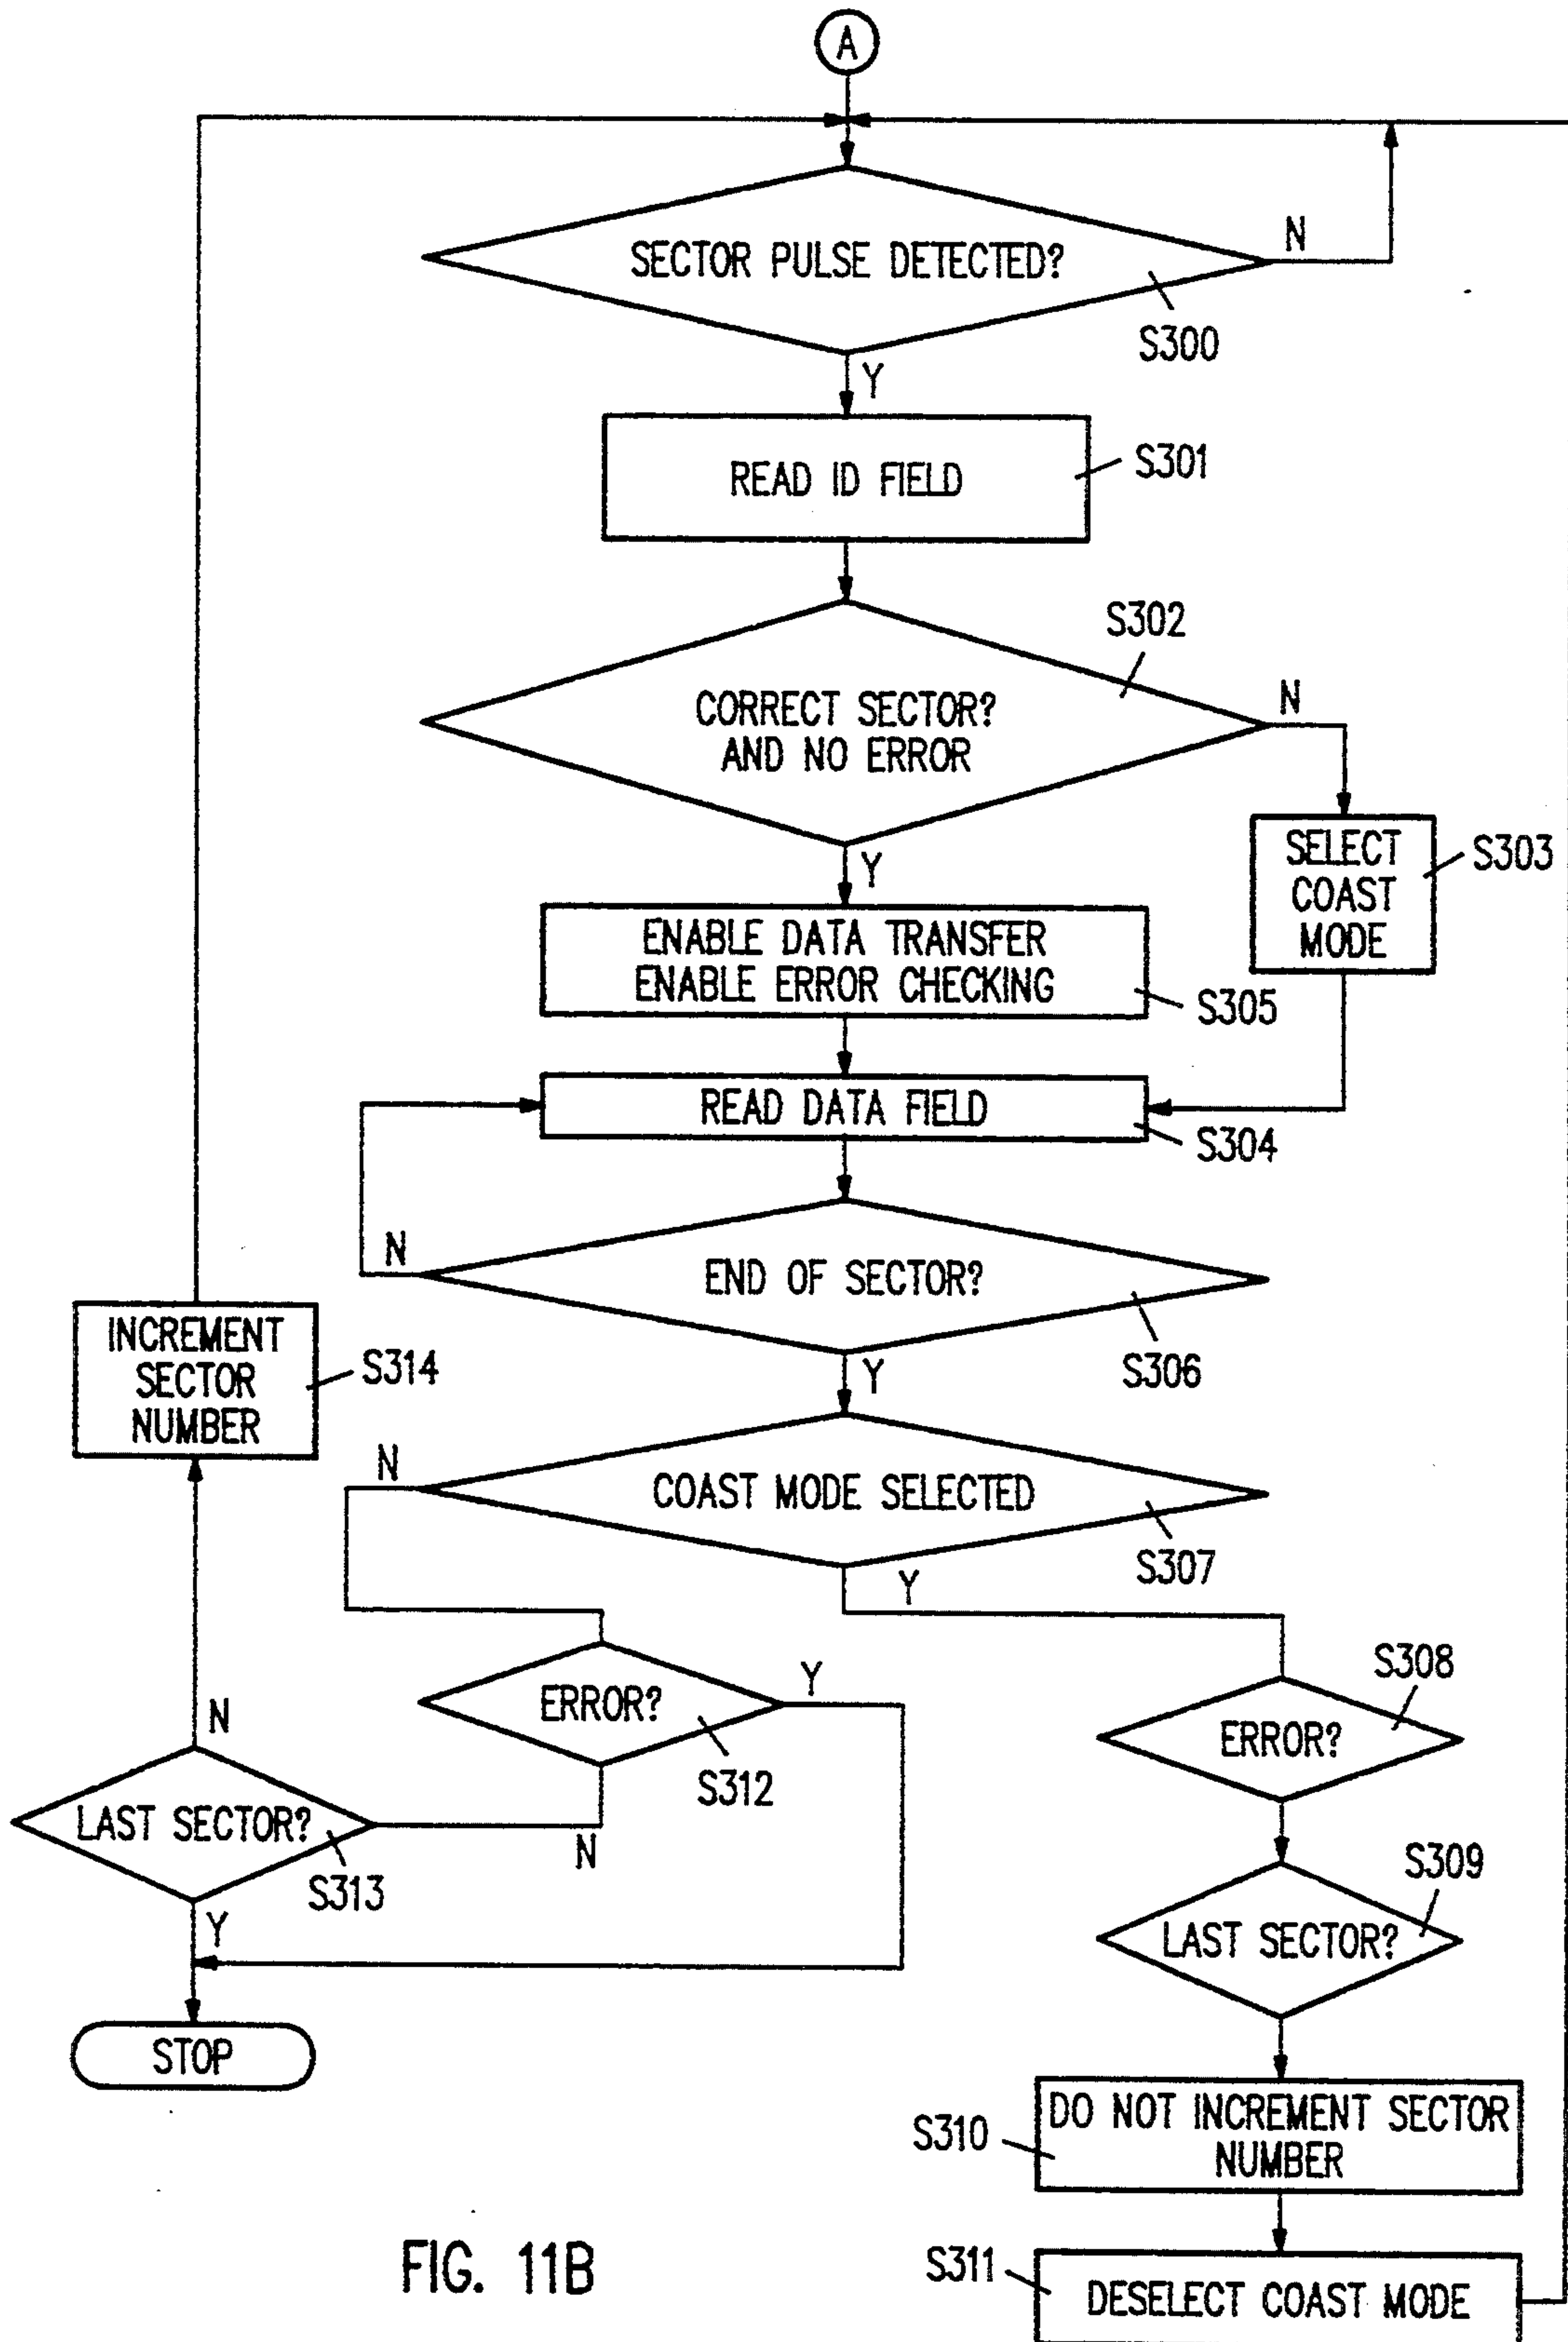 A
SECTOR PULSE DETECTED?
N
S300
Y
READ ID FIELD
S301
S302
CORRECT SECTOR?
AND NO ERROR
N
Y
SELECT
COAST
MODE
S303
ENABLE DATA TRANSFER
ENABLE ERROR CHECKING
S305
READ DATA FIELD
S304
N
END OF SECTOR?
S306
Y
INCREMENT
SECTOR
NUMBER
S314
N
COAST MODE SELECTED
S307
Y
ERROR?
Y
S312
N
S308
ERROR?
N
LAST SECTOR?
S313
Y
S309
LAST SECTOR?
STOP
DO NOT INCREMENT SECTOR
NUMBER
S310
S311
DESELECT COAST MODE
FIG. 11B